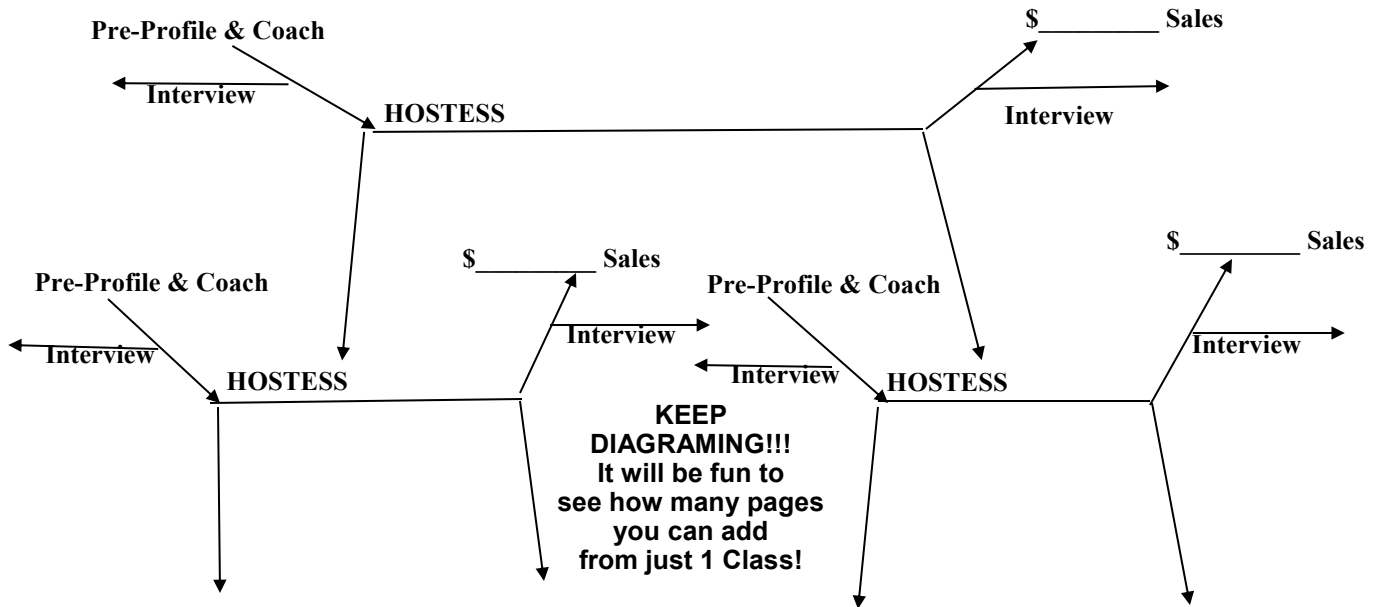 Pre-Profile & Coach
$__________ Sales
Interview
Interview
HOSTESS
$__________ Sales
$__________ Sales
Pre-Profile & Coach
Pre-Profile & Coach
Interview
Interview
Interview
Interview
HOSTESS
HOSTESS
KEEP
DIAGRAMING!!!
It will be fun to
see how many pages
you can add
from just 1 Class!